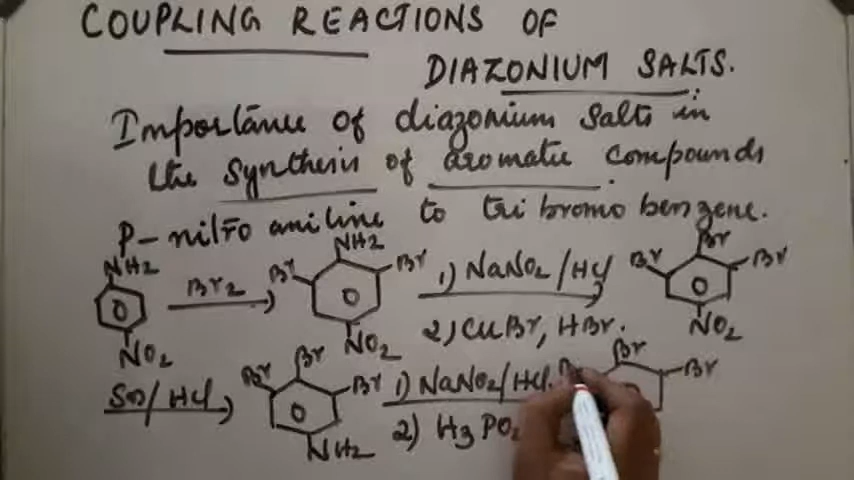 COUPLING REACTIONS OF
DIAZONIUM SALTS.
Importance of diazonium salts in
the synthesis of aromatic compounds
P-nitro aniline to tribromo benzene.
NH2
NO2
Br2
NH2
Br
Br
NO2
1) NaNO2/HCl
2) CuBr, HBr.
Br
Br
Br
NO2
Sn/HCl
Br
Br
Br
NH2
1) NaNO2/HCl.
2) H3PO2
Br
Br